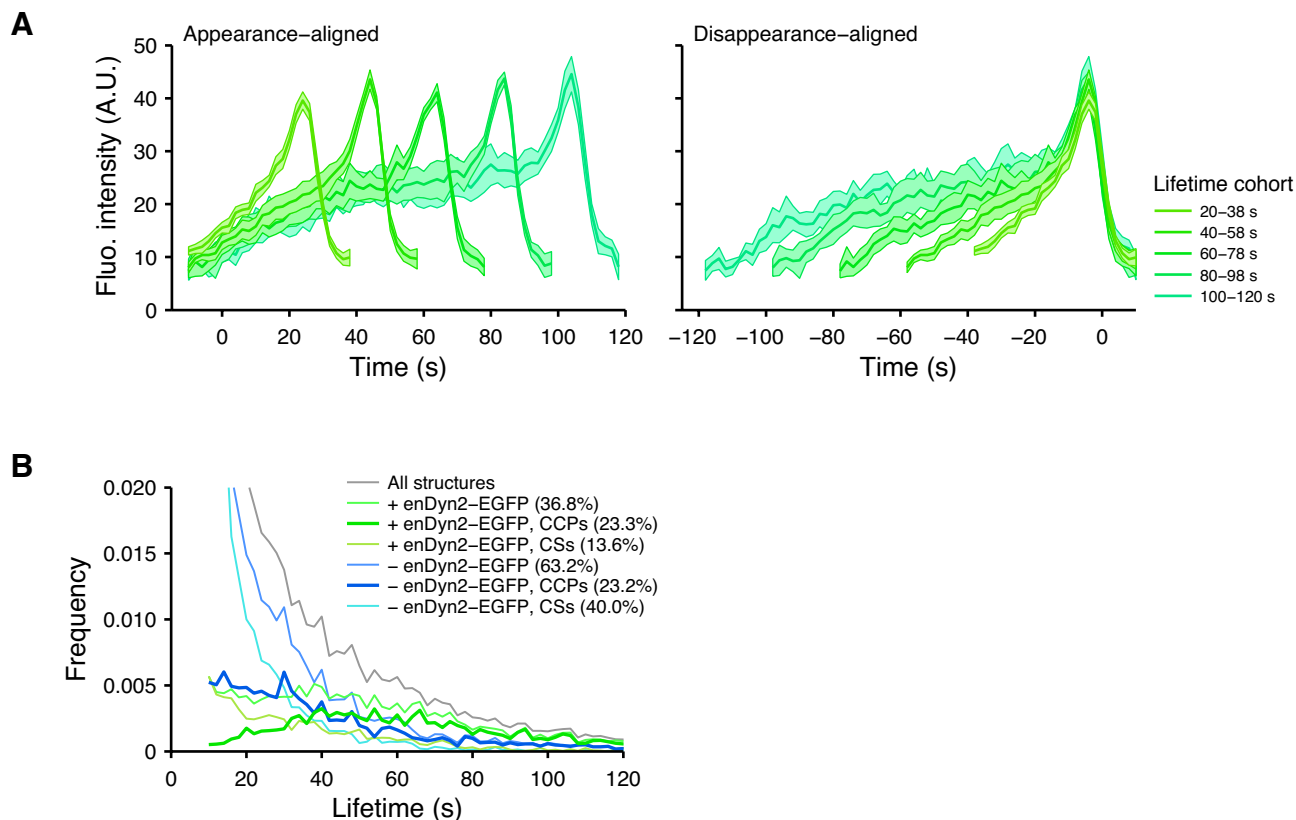 A
Appearance−aligned
Disappearance−aligned
Fluo. intensity (A.U.)
50
40
30
20
10
0
0 20 40 60 80 100 120
Time (s)
−120 −100 −80 −60 −40 −20 0
Time (s)
Lifetime cohort
20−38 s
40−58 s
60−78 s
80−98 s
100−120 s
B
Frequency
0.020
0.015
0.010
0.005
0
All structures
+ enDyn2−EGFP (36.8%)
+ enDyn2−EGFP, CCPs (23.3%)
+ enDyn2−EGFP, CSs (13.6%)
− enDyn2−EGFP (63.2%)
− enDyn2−EGFP, CCPs (23.2%)
− enDyn2−EGFP, CSs (40.0%)
0 20 40 60 80 100 120
Lifetime (s)